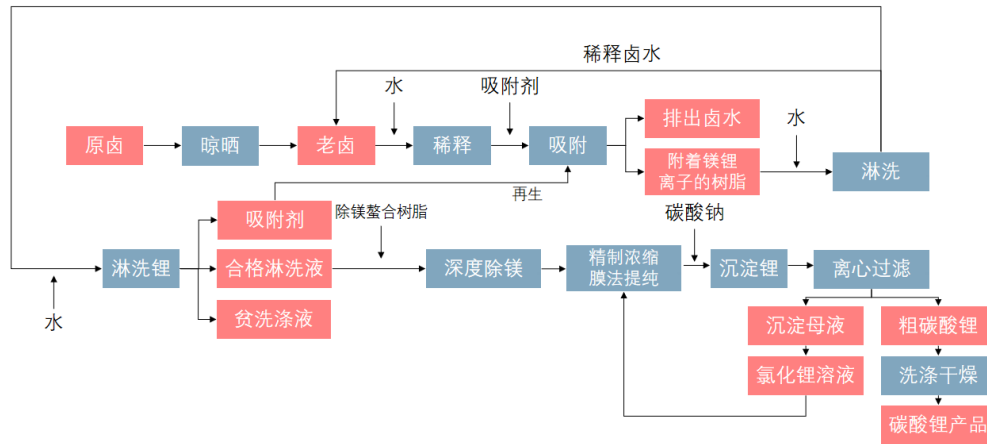 稀释卤水
水
吸附剂
水
原卤
晾晒
老卤
稀释
吸附
排出卤水
附着镁锂
离子的树脂
淋洗
再生
吸附剂
除镁螯合树脂
碳酸钠
淋洗锂
合格淋洗液
深度除镁
精制浓缩
膜法提纯
沉淀锂
离心过滤
水
贫洗涤液
沉淀母液
粗碳酸锂
氯化锂溶液
洗涤干燥
碳酸锂产品